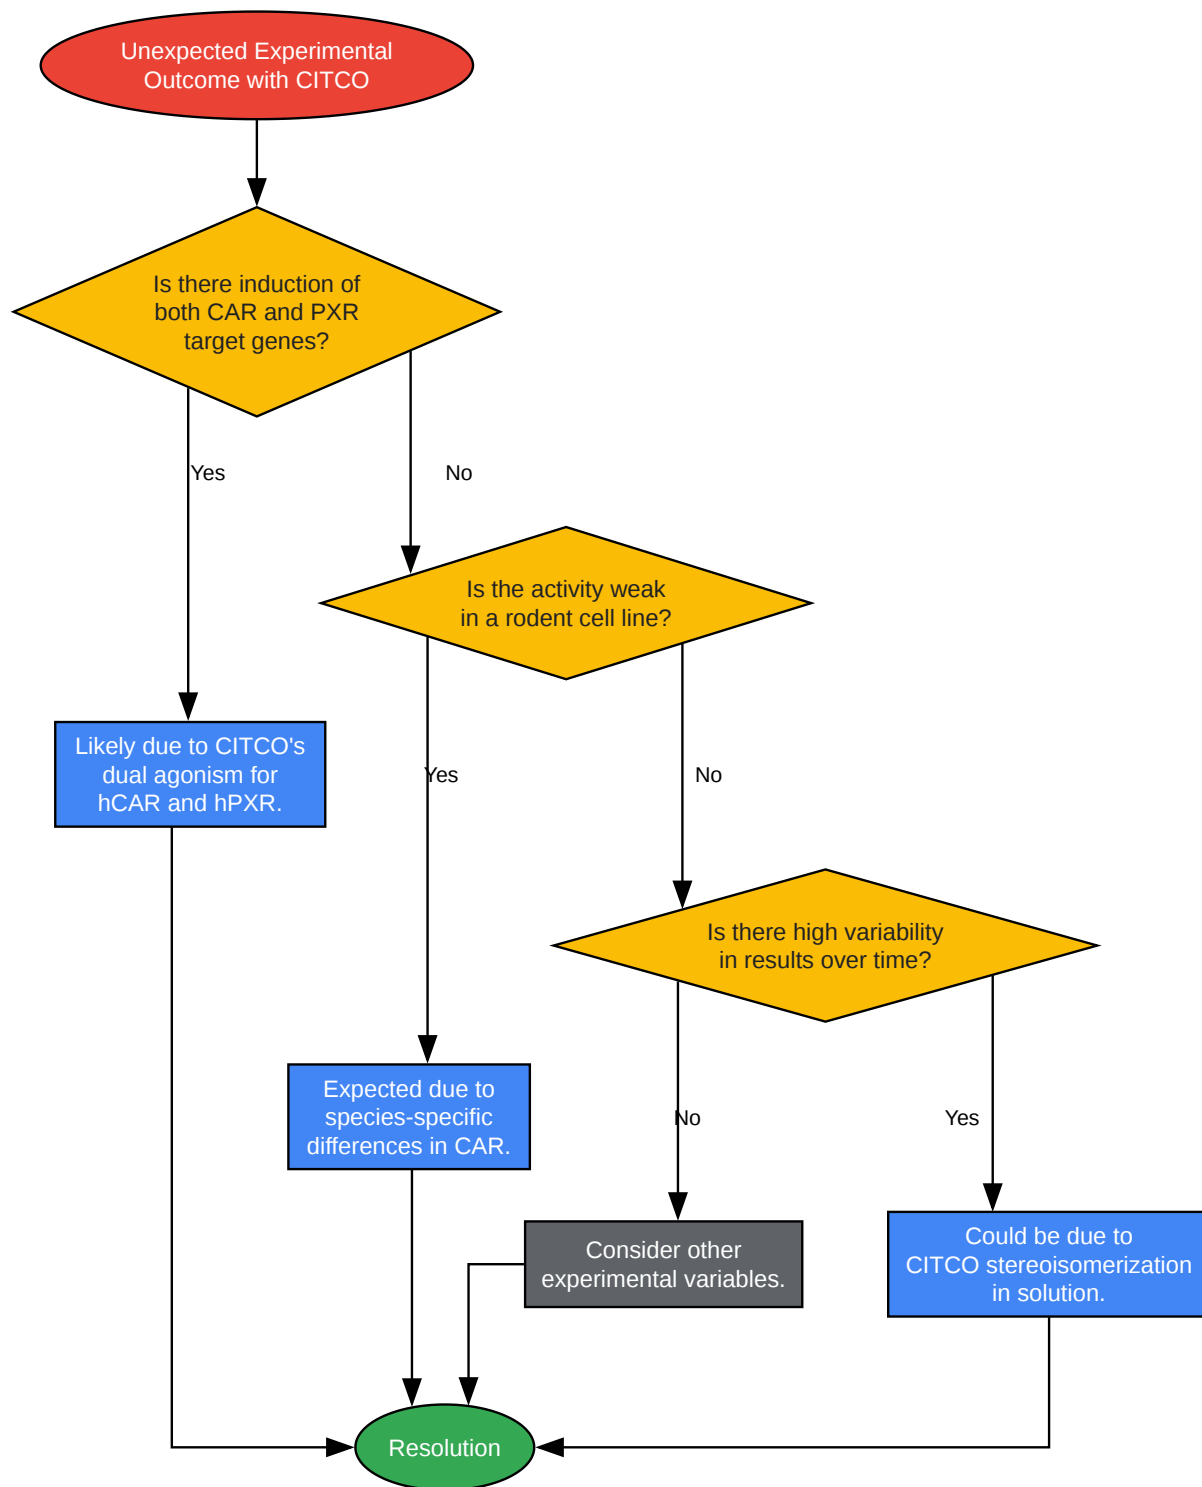 Unexpected Experimental
Outcome with CITCO
Is there induction of
both CAR and PXR
target genes?
Yes
No
Is the activity weak
in a rodent cell line?
Likely due to CITCO's
dual agonism for
hCAR and hPXR.
Yes
No
Is there high variability
in results over time?
Expected due to
species-specific
differences in CAR.
No
Yes
Consider other
experimental variables.
Could be due to
CITCO stereoisomerization
in solution.
Resolution